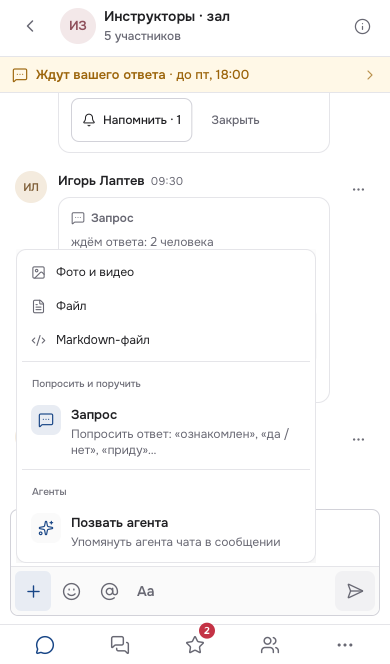 ИЗ
Инструкторы · зал
5 участников
Ждут вашего ответа · до пт, 18:00
Напомнить · 1
Закрыть
ИЛ
Игорь Лаптев 09:30
Запрос
ждём ответа: 2 человека
Фото и видео
Файл
Markdown-файл
Попросить и поручить
Запрос
Попросить ответ: «ознакомлен», «да /
нет», «приду»...
Агенты
Позвать агента
Упомянуть агента чата в сообщении
Aa
2